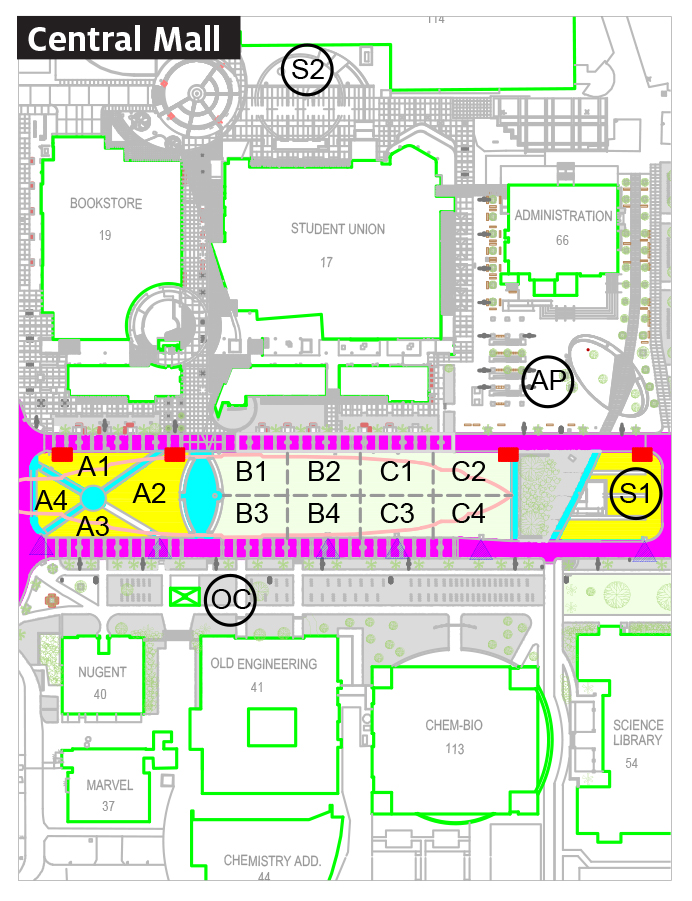 Central Mall
114
S2
BOOKSTORE
19
STUDENT UNION
17
ADMINISTRATION
66
AP
A1
A2
A3
A4
B1
B2
C1
C2
B3
B4
C3
C4
S1
OC
NUGENT
40
OLD ENGINEERING
41
CHEM-BIO
113
SCIENCE
LIBRARY
54
MARVEL
37
CHEMISTRY ADD.
44